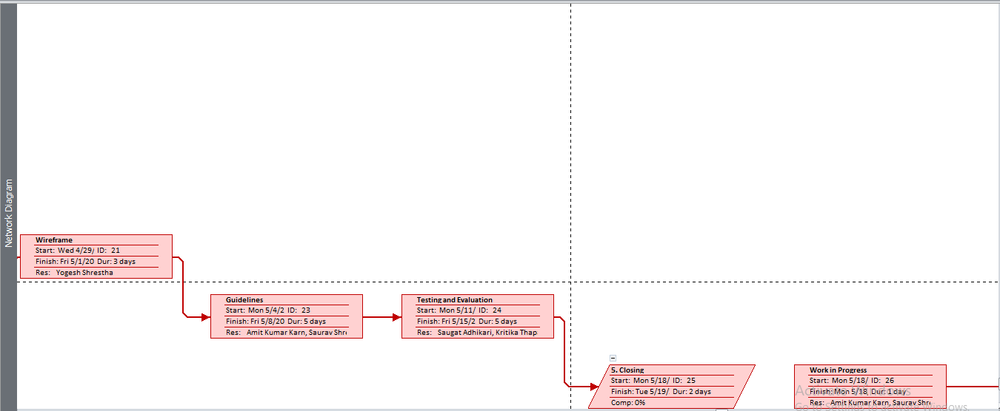 Network Diagram
Wireframe
Start: Wed 4/29/ ID: 21
Finish: Fri 5/1/20 Dur: 3 days
Res: Yogesh Shrestha
Guidelines
Start: Mon 5/4/2 ID: 23
Finish: Fri 5/8/20 Dur: 5 days
Res: Amit Kumar Karn, Saurav Shre
Testing and Evaluation
Start: Mon 5/11/ ID: 24
Finish: Fri 5/15/2 Dur: 5 days
Res: Saugat Adhikari, Kritika Thap
5. Closing
Start: Mon 5/18/ ID: 25
Finish: Tue 5/19/ Dur: 2 days
Comp: 0%
Work in Progress
Start: Mon 5/18/ ID: 26
Finish: Mon 5/18 Dur: 1 day
Res: Amit Kumar Karn, Saurav Shre
Activate Windows
Go to Settings to activate Windows.